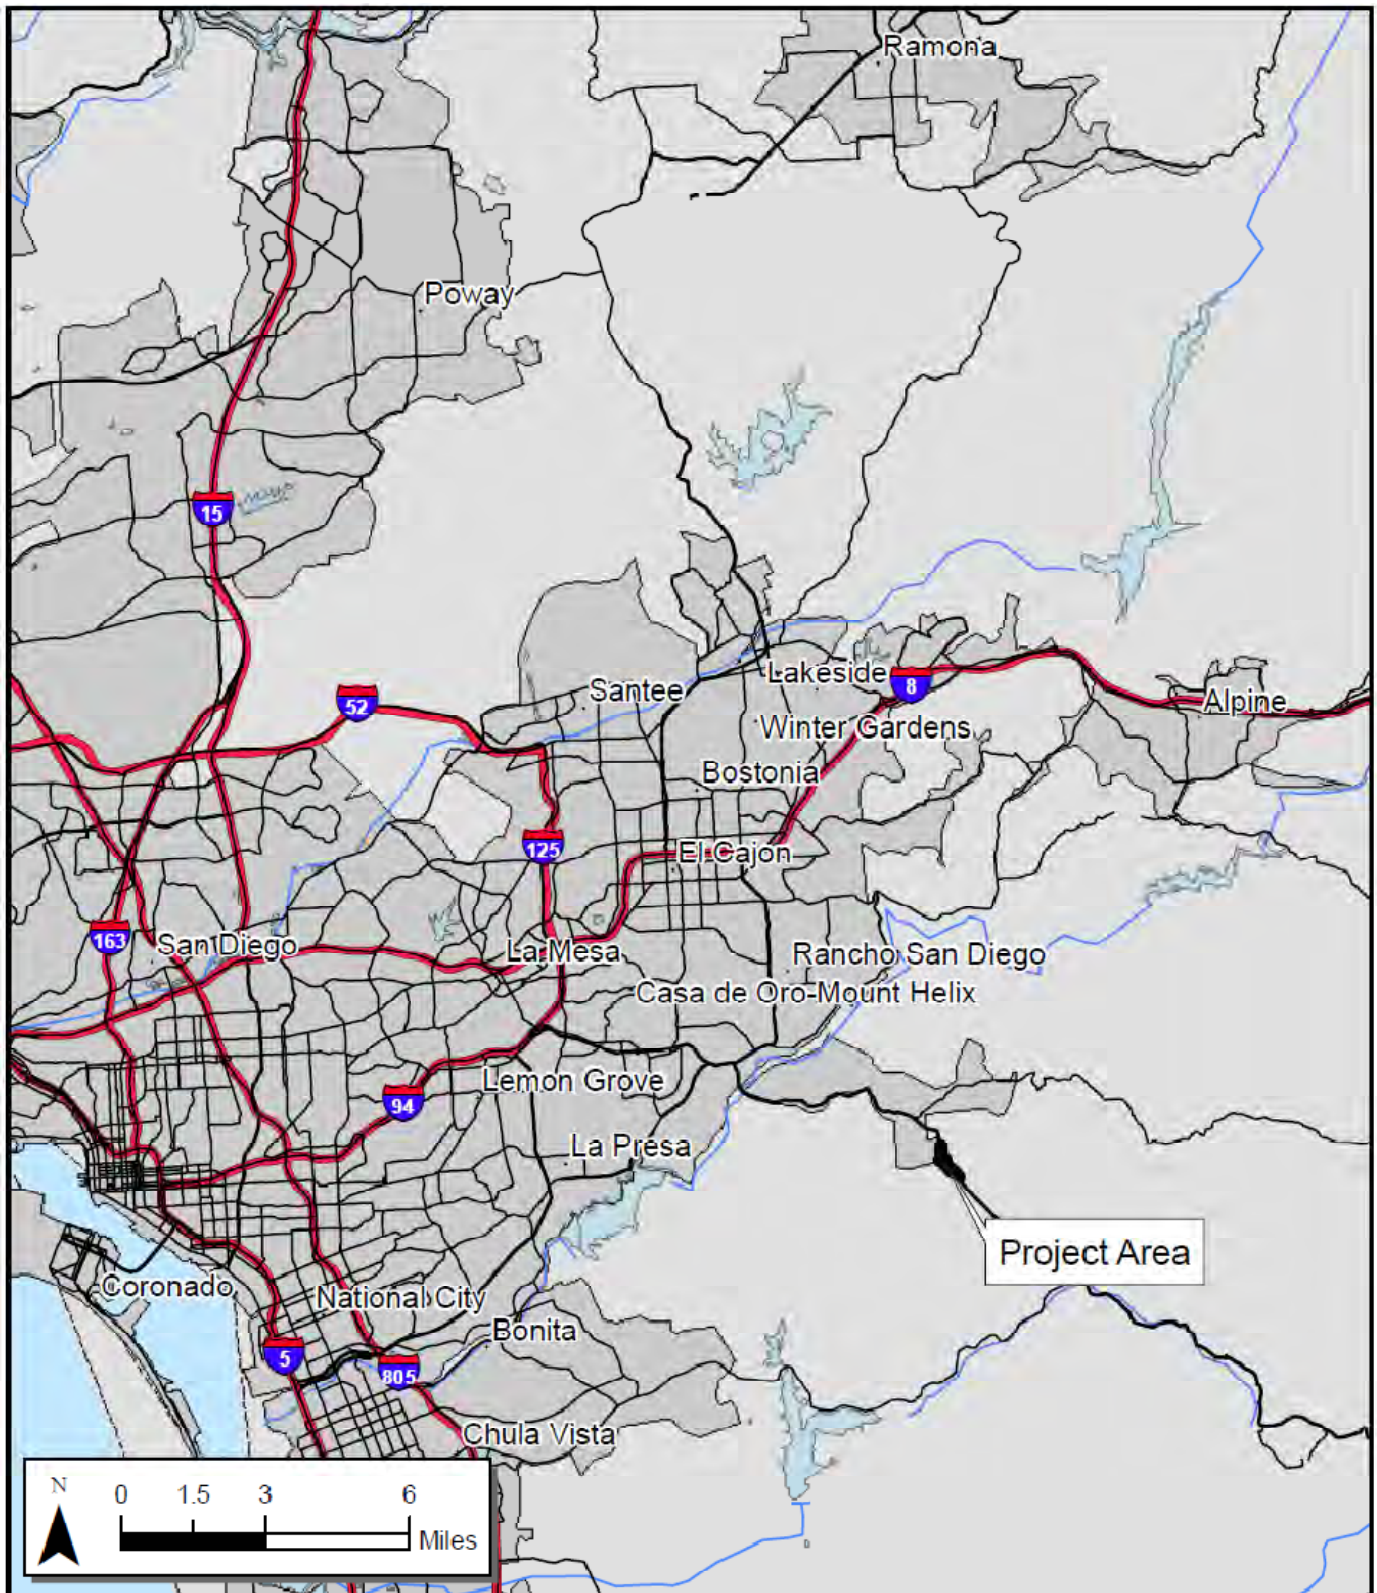 Ramona
Poway
15
Lakeside
8
Santee
52
Alpine
Winter Gardens
Bostonia
125
El Cajon
163
San Diego
La Mesa
Rancho San Diego
Casa de Oro-Mount Helix
Lemon Grove
94
La Presa
Project Area
Coronado
National City
Bonita
5
805
Chula Vista
N
0 1.5 3 6
Miles